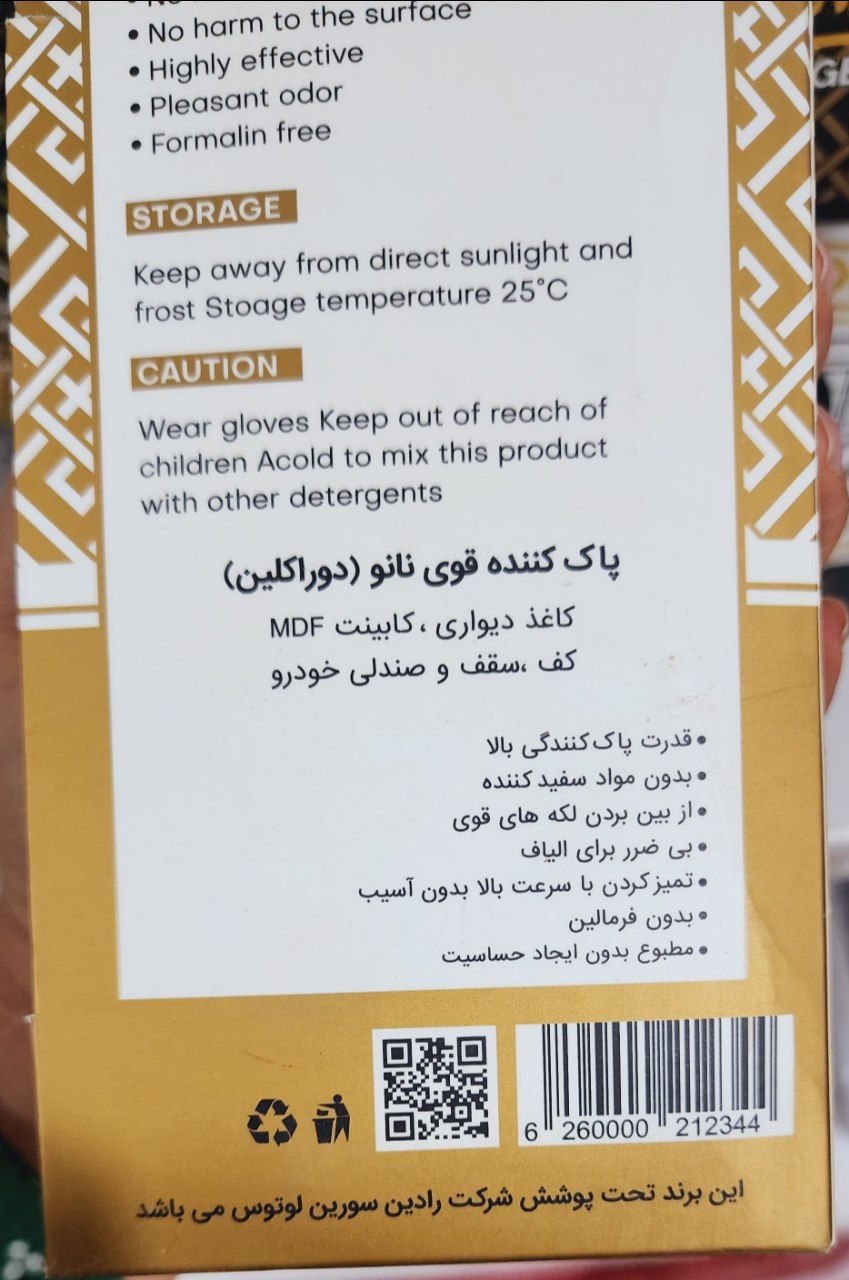 • No harm to the surface
• Highly effective
• Pleasant odor
• Formalin free
STORAGE
Keep away from direct sunlight and
frost Stoage temperature 25°C
CAUTION
Wear gloves Keep out of reach of
children Acold to mix this product
with other detergents
پاک کننده قوی نانو (دوراکلین)
کاغذ دیواری ، کابینت MDF
کف ،سقف و صندلی خودرو
• قدرت پاک‌کنندگی بالا
• بدون مواد سفید کننده
• از بین بردن لکه های قوی
• بی ضرر برای الیاف
• تمیزکردن با سرعت بالا بدون آسیب
• بدون فرمالین
• مطبوع بدون ایجاد حساسیت
6 260000 212344
این برند تحت پوشش شرکت رادین سورین لوتوس می باشد